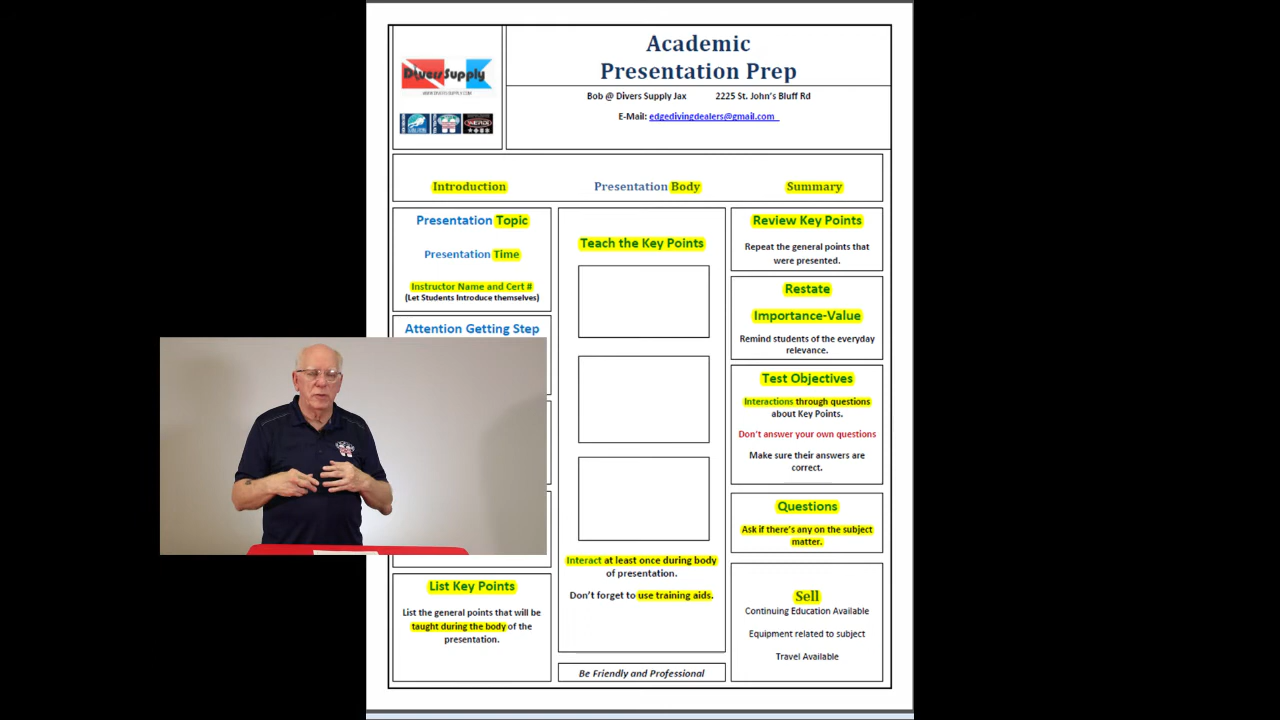 Academic
Presentation Prep
Divers Supply
Bob @ Divers Supply Jax 2225 St. John's Bluff Rd
E-Mail: edgedivingdealers@gmail.com
Introduction
Presentation Body
Summary
Presentation Topic
Presentation Time
Instructor Name and Cert #
(Let Students Introduce themselves)
Attention Getting Step
List Key Points
List the general points that will be
taught during the body of the
presentation.
Teach the Key Points
Interact at least once during body
of presentation.
Don't forget to use training aids.
Be Friendly and Professional
Review Key Points
Repeat the general points that
were presented.
Restate
Importance-Value
Remind students of the everyday
relevance.
Test Objectives
Interactions through questions
about Key Points.
Don't answer your own questions
Make sure their answers are
correct.
Questions
Ask if there's any on the subject
matter.
Sell
Continuing Education Available
Equipment related to subject
Travel Available